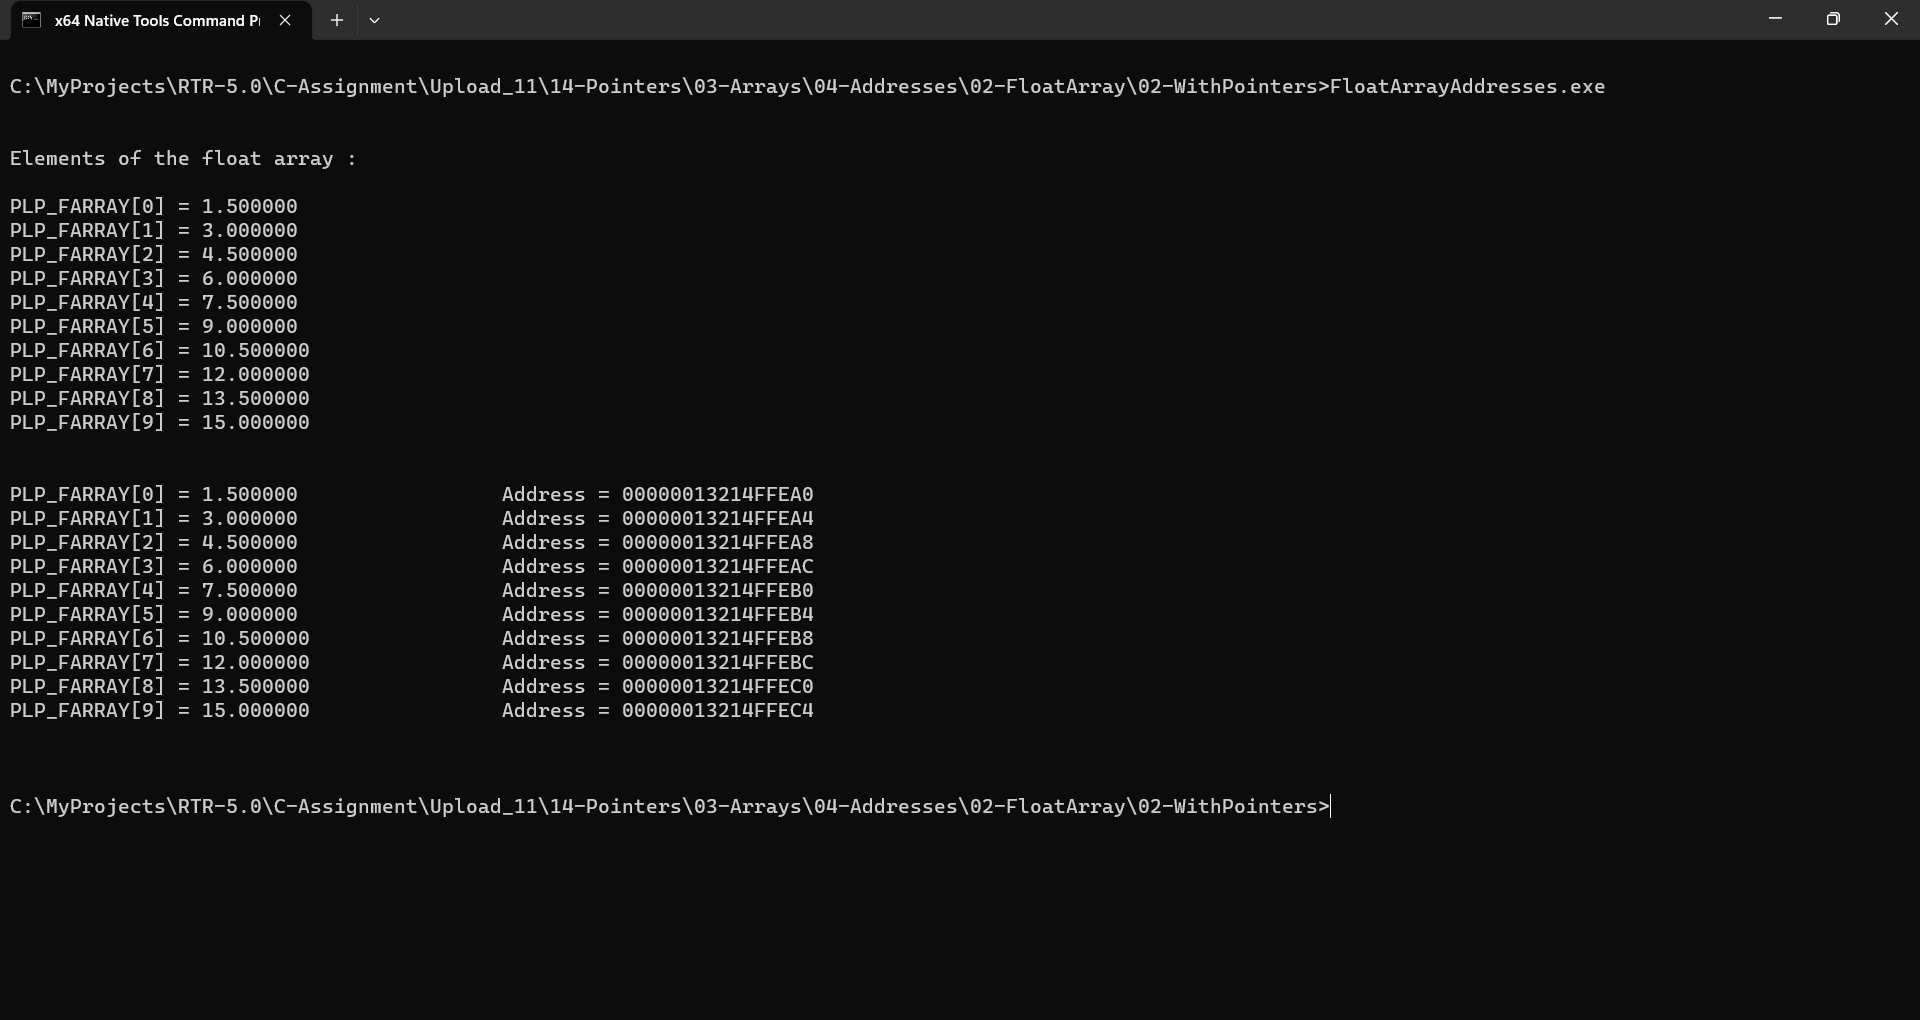 x64 Native Tools Command P
C:\MyProjects\RTR-5.0\C-Assignment\Upload_11\14-Pointers\03-Arrays\04-Addresses\02-FloatArray\02-WithPointers>FloatArrayAddresses.exe
Elements of the float array :
PLP_FARRAY[0] = 1.500000
PLP_FARRAY[1] = 3.000000
PLP_FARRAY[2] = 4.500000
PLP_FARRAY[3] = 6.000000
PLP_FARRAY[4] = 7.500000
PLP_FARRAY[5] = 9.000000
PLP_FARRAY[6] = 10.500000
PLP_FARRAY[7] = 12.000000
PLP_FARRAY[8] = 13.500000
PLP_FARRAY[9] = 15.000000
PLP_FARRAY[0] = 1.500000 Address = 00000013214FFEA0
PLP_FARRAY[1] = 3.000000 Address = 00000013214FFEA4
PLP_FARRAY[2] = 4.500000 Address = 00000013214FFEA8
PLP_FARRAY[3] = 6.000000 Address = 00000013214FFEAC
PLP_FARRAY[4] = 7.500000 Address = 00000013214FFEB0
PLP_FARRAY[5] = 9.000000 Address = 00000013214FFEB4
PLP_FARRAY[6] = 10.500000 Address = 00000013214FFEB8
PLP_FARRAY[7] = 12.000000 Address = 00000013214FFEBC
PLP_FARRAY[8] = 13.500000 Address = 00000013214FFEC0
PLP_FARRAY[9] = 15.000000 Address = 00000013214FFEC4
C:\MyProjects\RTR-5.0\C-Assignment\Upload_11\14-Pointers\03-Arrays\04-Addresses\02-FloatArray\02-WithPointers>